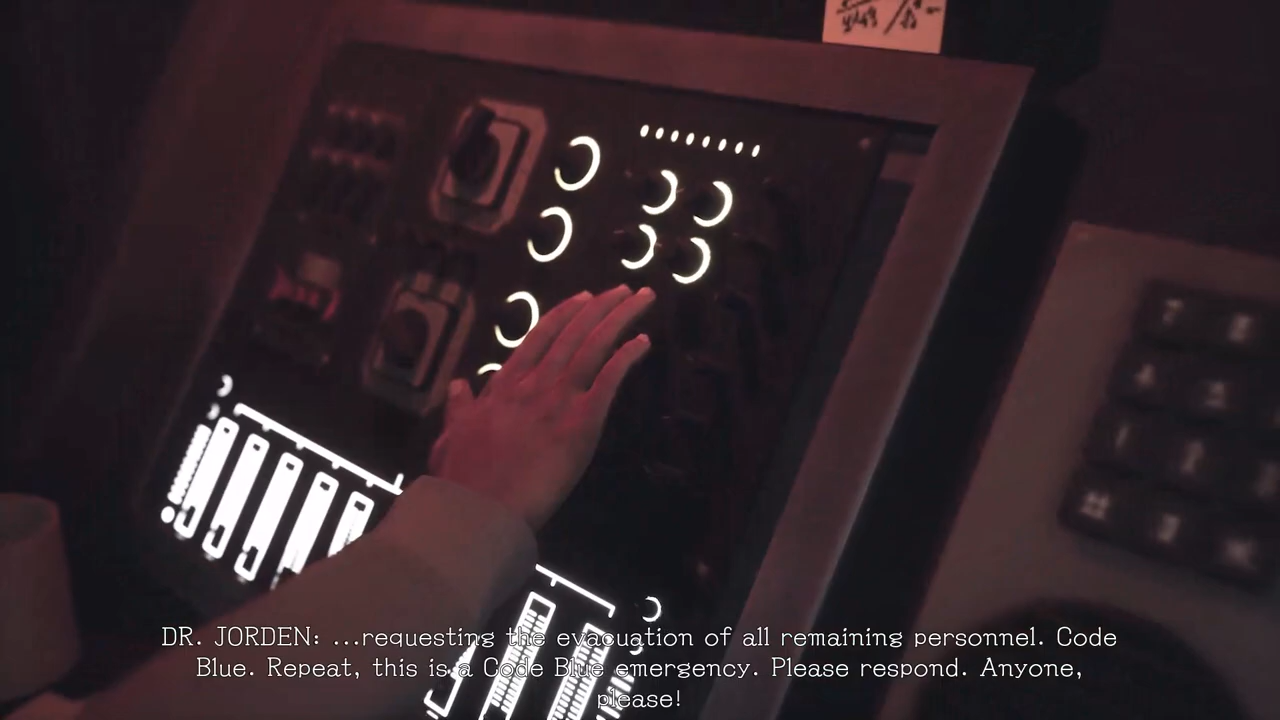 DR. JORDEN: ...requesting the evacuation of all remaining personnel. Code
Blue. Repeat, this is a Code Blue emergency. Please respond. Anyone,
please!